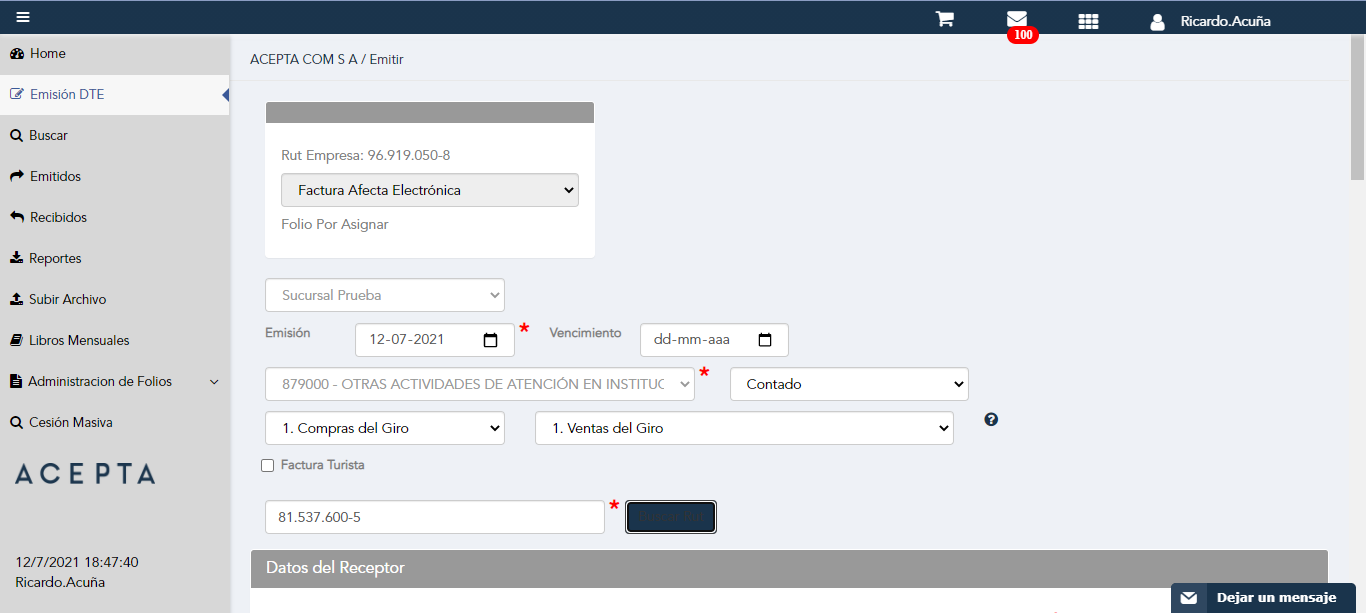 100
Ricardo.Acuña
Home
Emisión DTE
Buscar
Emitidos
Recibidos
Reportes
Subir Archivo
Libros Mensuales
Administracion de Folios
Cesión Masiva
ACEPTA
12/7/2021 18:47:40
Ricardo.Acuña
ACEPTA COM S A / Emitir
Rut Empresa: 96.919.050-8
Factura Afecta Electrónica
Folio Por Asignar
Sucursal Prueba
Emisión 12-07-2021 * Vencimiento dd-mm-aaa
879000 - OTRAS ACTIVIDADES DE ATENCIÓN EN INSTITUC * Contado
1. Compras del Giro 1. Ventas del Giro ?
Factura Turista
81.537.600-5 *
Datos del Receptor
Dejar un mensaje